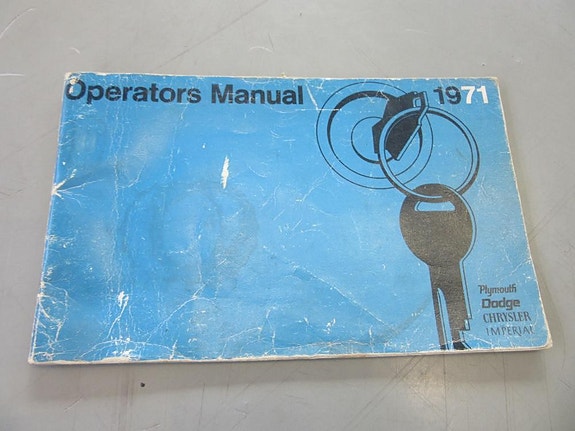 Operators Manual 1971
Plymouth
Dodge
CHRYSLER
IMPERIAL